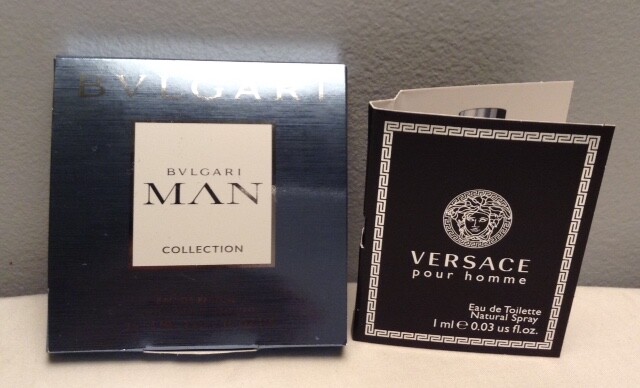 BVLGARI
BVLGARI
MAN
COLLECTION
VERSACE
pour homme
Eau de Toilette
Natural Spray
1 ml ℮ 0.03 us fl.oz.